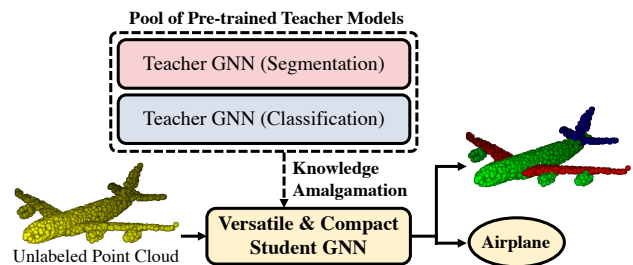 Pool of Pre-trained Teacher Models
Teacher GNN (Segmentation)
Teacher GNN (Classification)
Knowledge
Amalgamation
Versatile & Compact
Student GNN
Unlabeled Point Cloud
Airplane